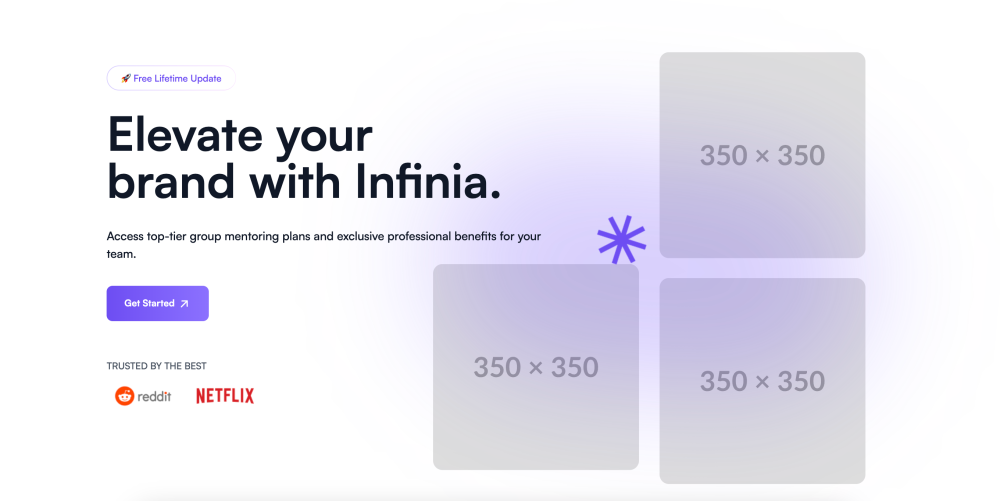 🚀 Free Lifetime Update
Elevate your
brand with Infinia.
Access top-tier group mentoring plans and exclusive professional benefits for your
team.
Get Started
TRUSTED BY THE BEST
reddit
NETFLIX
350 × 350
350 × 350
350 × 350